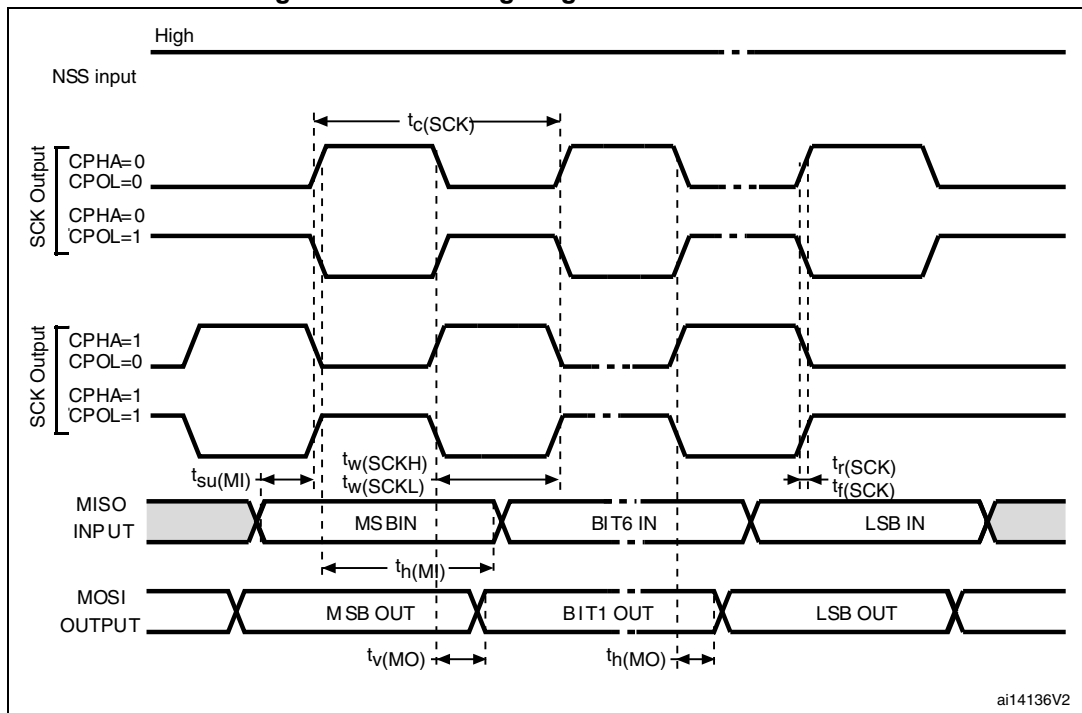 High
NSS input
tc(SCK)
SCK Output
CPHA=0
CPOL=0
CPHA=0
CPOL=1
SCK Output
CPHA=1
CPOL=0
CPHA=1
CPOL=1
tsu(MI)
tw(SCKH)
tw(SCKL)
tr(SCK)
tf(SCK)
MISO
INPUT
MSBIN
BIT6 IN
LSB IN
th(MI)
MOSI
OUTPUT
MSB OUT
BIT1 OUT
LSB OUT
tv(MO)
th(MO)
ai14136V2